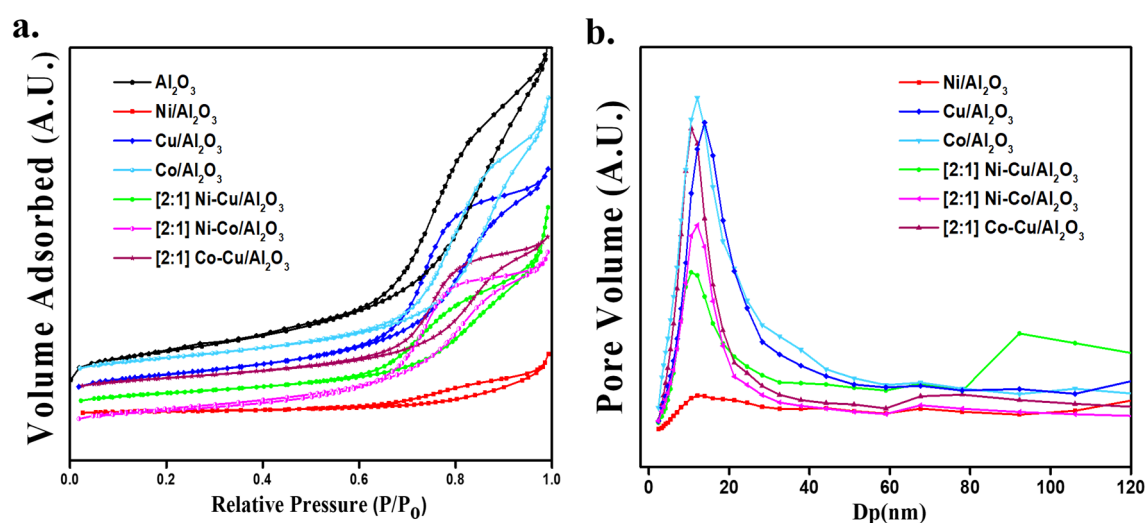 a.
Volume Adsorbed (A.U.)
Al₂O₃
Ni/Al₂O₃
Cu/Al₂O₃
Co/Al₂O₃
[2:1] Ni-Cu/Al₂O₃
[2:1] Ni-Co/Al₂O₃
[2:1] Co-Cu/Al₂O₃
0.0 0.2 0.4 0.6 0.8 1.0
Relative Pressure (P/P₀)
b.
Pore Volume (A.U.)
Ni/Al₂O₃
Cu/Al₂O₃
Co/Al₂O₃
[2:1] Ni-Cu/Al₂O₃
[2:1] Ni-Co/Al₂O₃
[2:1] Co-Cu/Al₂O₃
0 20 40 60 80 100 120
Dp(nm)